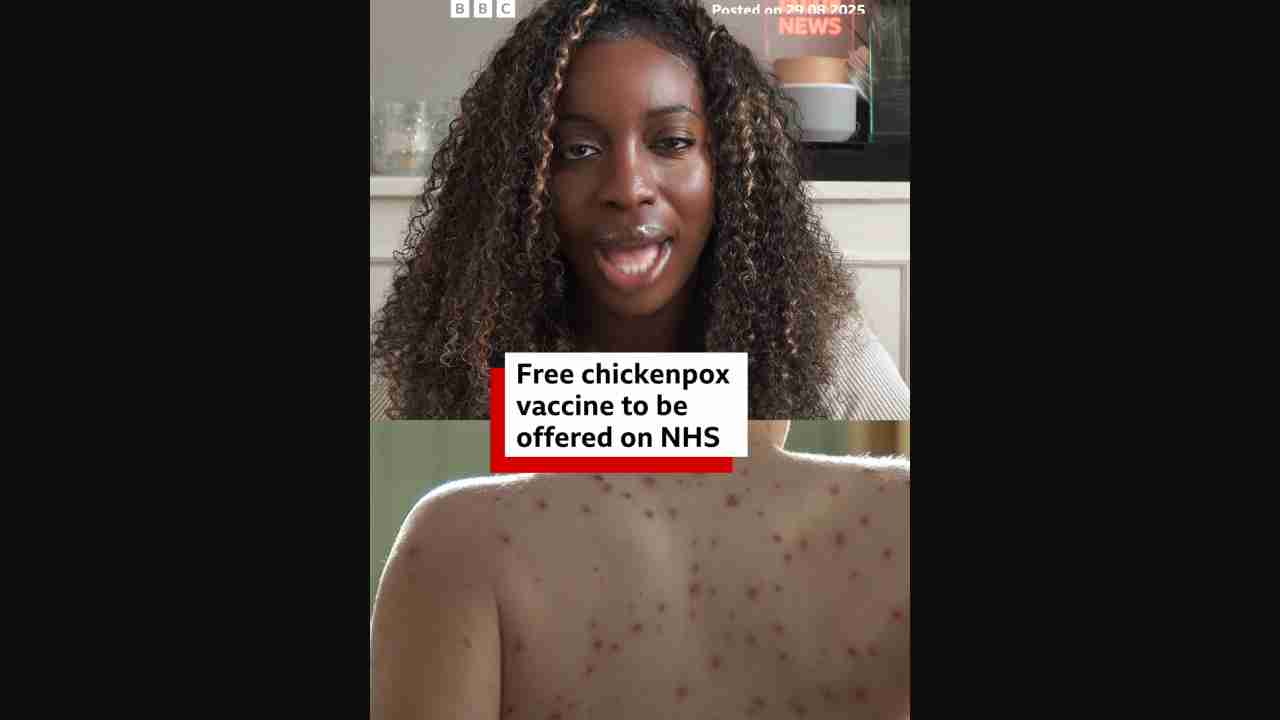 BBC
Posted on 29.08.2025
NEWS
Free chickenpox
vaccine to be
offered on NHS